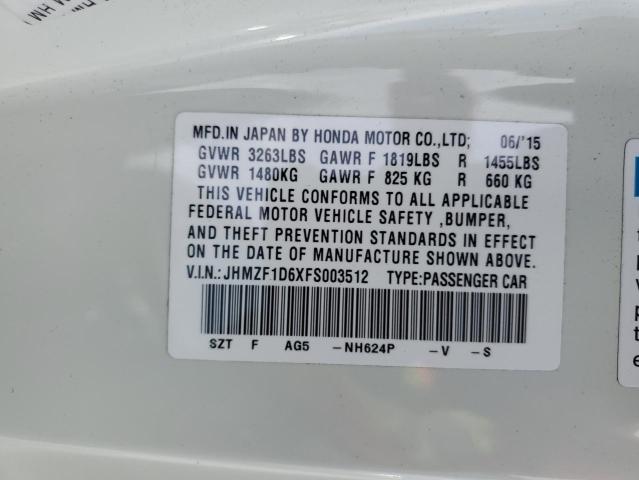 MFD.IN JAPAN BY HONDA MOTOR CO.,LTD; 06/'15
GVWR 3263LBS GAWR F 1819LBS R 1455LBS
GVWR 1480KG GAWR F 825 KG R 660 KG
THIS VEHICLE CONFORMS TO ALL APPLICABLE
FEDERAL MOTOR VEHICLE SAFETY ,BUMPER,
AND THEFT PREVENTION STANDARDS IN EFFECT
ON THE DATE OF MANUFACTURE SHOWN ABOVE.
V.I.N.:JHMZF1D6XFS003512 TYPE:PASSENGER CAR
SZT F AG5 -NH624P -V -S